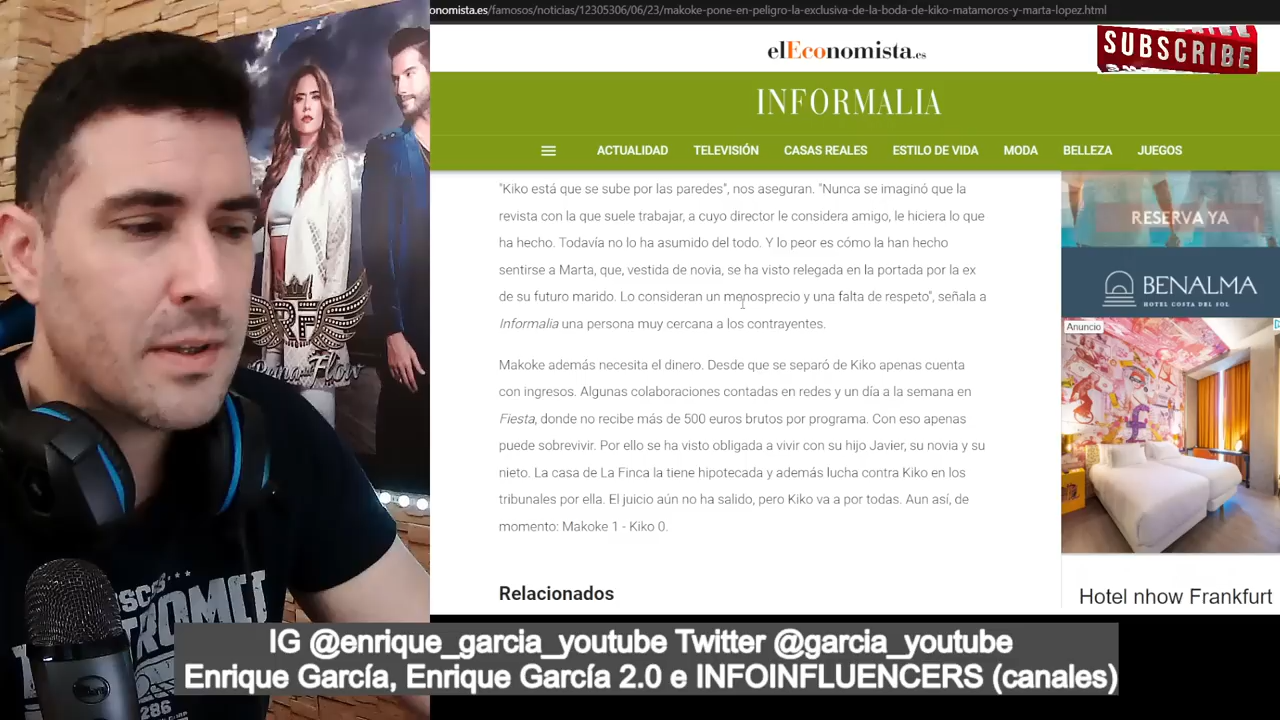 onomista.es/famosos/noticias/12305306/06/23/makoke-pone-en-peligro-la-exclusiva-de-la-boda-de-kiko-matamoros-y-marta-lopez.html
SUBSCRIBE
elEconomista.es
INFORMALIA
ACTUALIDAD TELEVISIÓN CASAS REALES ESTILO DE VIDA MODA BELLEZA JUEGOS
"Kiko está que se sube por las paredes", nos aseguran. "Nunca se imaginó que la
revista con la que suele trabajar, a cuyo director le considera amigo, le hiciera lo que
ha hecho. Todavía no lo ha asumido del todo. Y lo peor es cómo la han hecho
sentirse a Marta, que, vestida de novia, se ha visto relegada en la portada por la ex
de su futuro marido. Lo consideran un menosprecio y una falta de respeto", señala a
Informalia una persona muy cercana a los contrayentes.
Makoke además necesita el dinero. Desde que se separó de Kiko apenas cuenta
con ingresos. Algunas colaboraciones contadas en redes y un día a la semana en
Fiesta, donde no recibe más de 500 euros brutos por programa. Con eso apenas
puede sobrevivir. Por ello se ha visto obligada a vivir con su hijo Javier, su novia y su
nieto. La casa de La Finca la tiene hipotecada y además lucha contra Kiko en los
tribunales por ella. El juicio aún no ha salido, pero Kiko va a por todas. Aun así, de
momento: Makoke 1 - Kiko 0.
Relacionados
RESERVA YA
BENALMA
HOTEL COSTA DEL SOL
Anuncio
Hotel nhow Frankfurt
RF
Flow
286
IG @enrique_garcia_youtube Twitter @garcia_youtube
Enrique García, Enrique García 2.0 e INFOINFLUENCERS (canales)